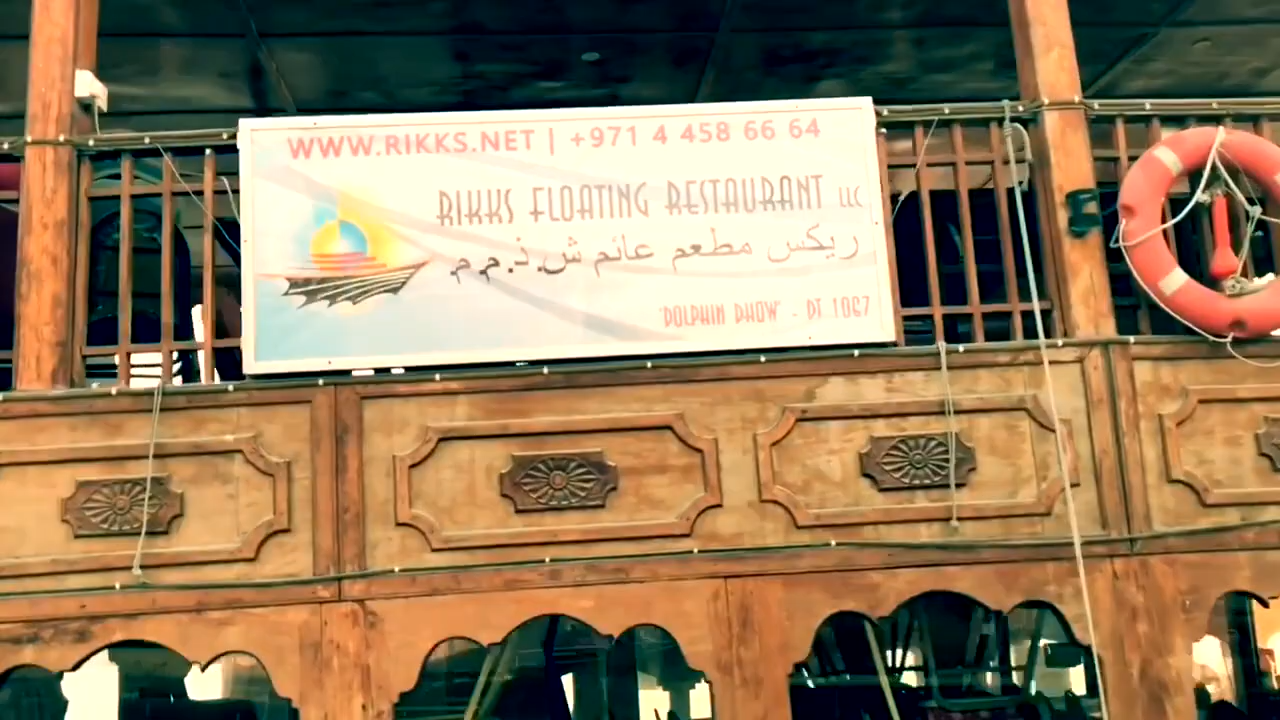 WWW.RIKKS.NET | +971 4 458 66 64
RIKKS FLOATING RESTAURANT LLC
ريكس مطعم عائم ش.ذ.م.م.
'DOLPHIN DHOW' - DT 1067